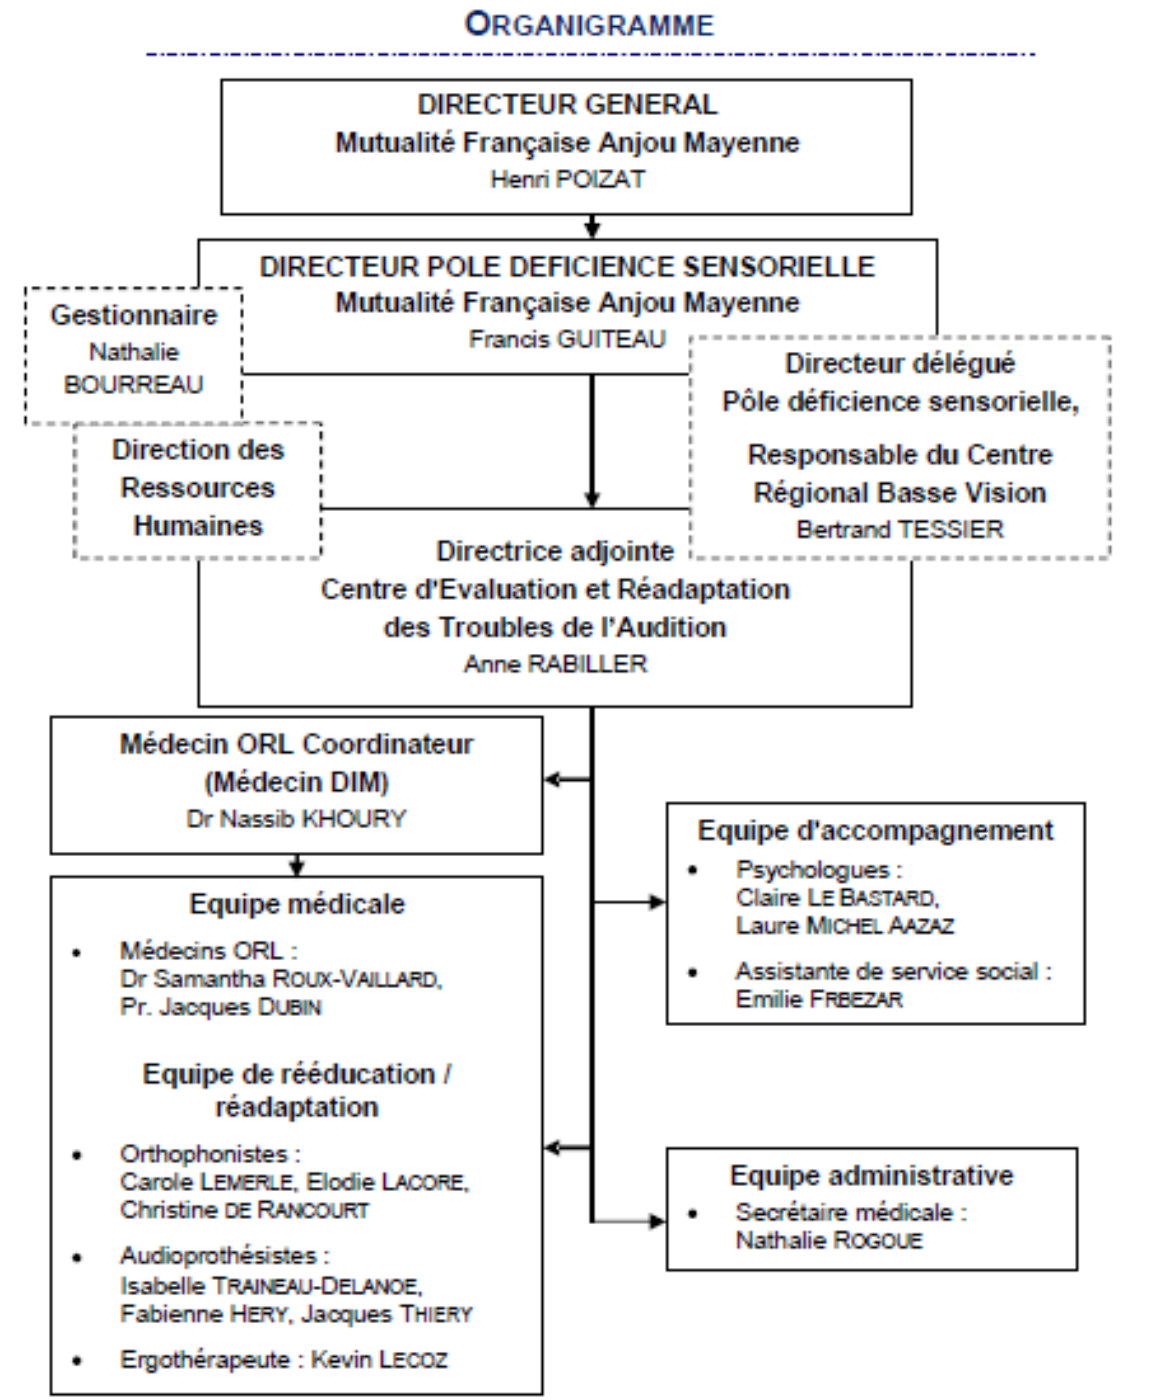 ORGANIGRAMME
DIRECTEUR GENERAL
Mutualité Française Anjou Mayenne
Henri POIZAT
DIRECTEUR POLE DEFICIENCE SENSORIELLE
Mutualité Française Anjou Mayenne
Francis GUITEAU
Gestionnaire
Nathalie
BOURREAU
Directeur délégué
Pôle déficience sensorielle,
Responsable du Centre
Régional Basse Vision
Bertrand TESSIER
Direction des
Ressources
Humaines
Directrice adjointe
Centre d'Evaluation et Réadaptation
des Troubles de l'Audition
Anne RABILLER
Médecin ORL Coordinateur
(Médecin DIM)
Dr Nassib KHOURY
Equipe médicale
• Médecins ORL :
Dr Samantha ROUX-VAILLARD,
Pr. Jacques DUBIN
Equipe de rééducation /
réadaptation
• Orthophonistes :
Carole LEMERLE, Elodie LACORE,
Christine DE RANCOURT
• Audioprothésistes :
Isabelle TRAINEAU-DELANOE,
Fabienne HERY, Jacques THIERY
• Ergothérapeute : Kevin LECOZ
Equipe d'accompagnement
• Psychologues :
Claire LE BASTARD,
Laure MICHEL AAZAZ
• Assistante de service social :
Emilie FRBEZAR
Equipe administrative
• Secrétaire médicale :
Nathalie ROGOUE